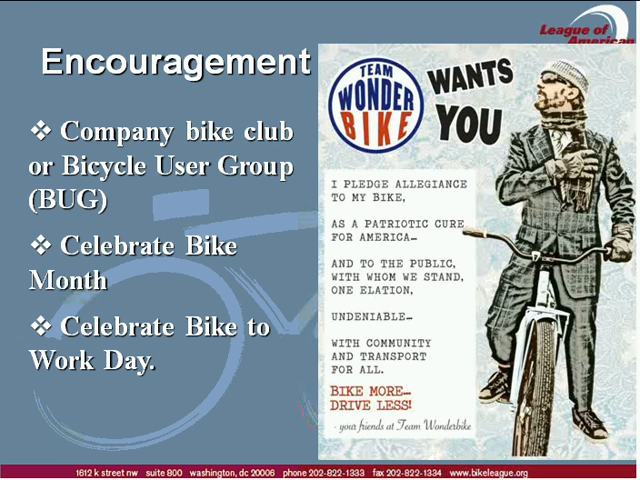 League of
American
Encouragement
❖ Company bike club
or Bicycle User Group
(BUG)
❖ Celebrate Bike
Month
❖ Celebrate Bike to
Work Day.
TEAM
WONDER
BIKE
WANTS
YOU
I PLEDGE ALLEGIANCE
TO MY BIKE,
AS A PATRIOTIC CURE
FOR AMERICA...
AND TO THE PUBLIC,
WITH WHOM WE STAND,
ONE ELATION,
UNDENIABLE...
WITH COMMUNITY
AND TRANSPORT
FOR ALL.
BIKE MORE...
DRIVE LESS!
- your friends at Team Wonderbike
1612 k street nw suite 800 washington, dc 20006 phone 202-822-1333 fax 202-822-1334 www.bikeleague.org